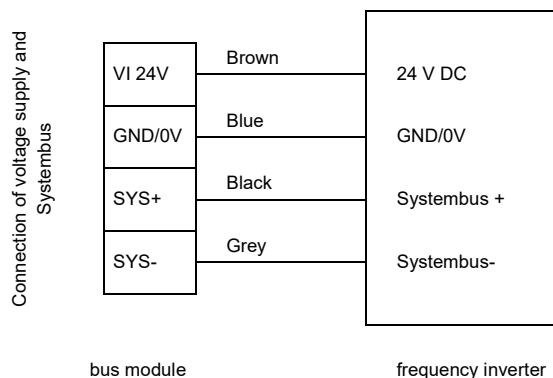 Connection of voltage supply and
Systembus
VI 24V
Brown
24 V DC
GND/0V
Blue
GND/0V
SYS+
Black
Systembus +
SYS-
Grey
Systembus-
bus module
frequency inverter